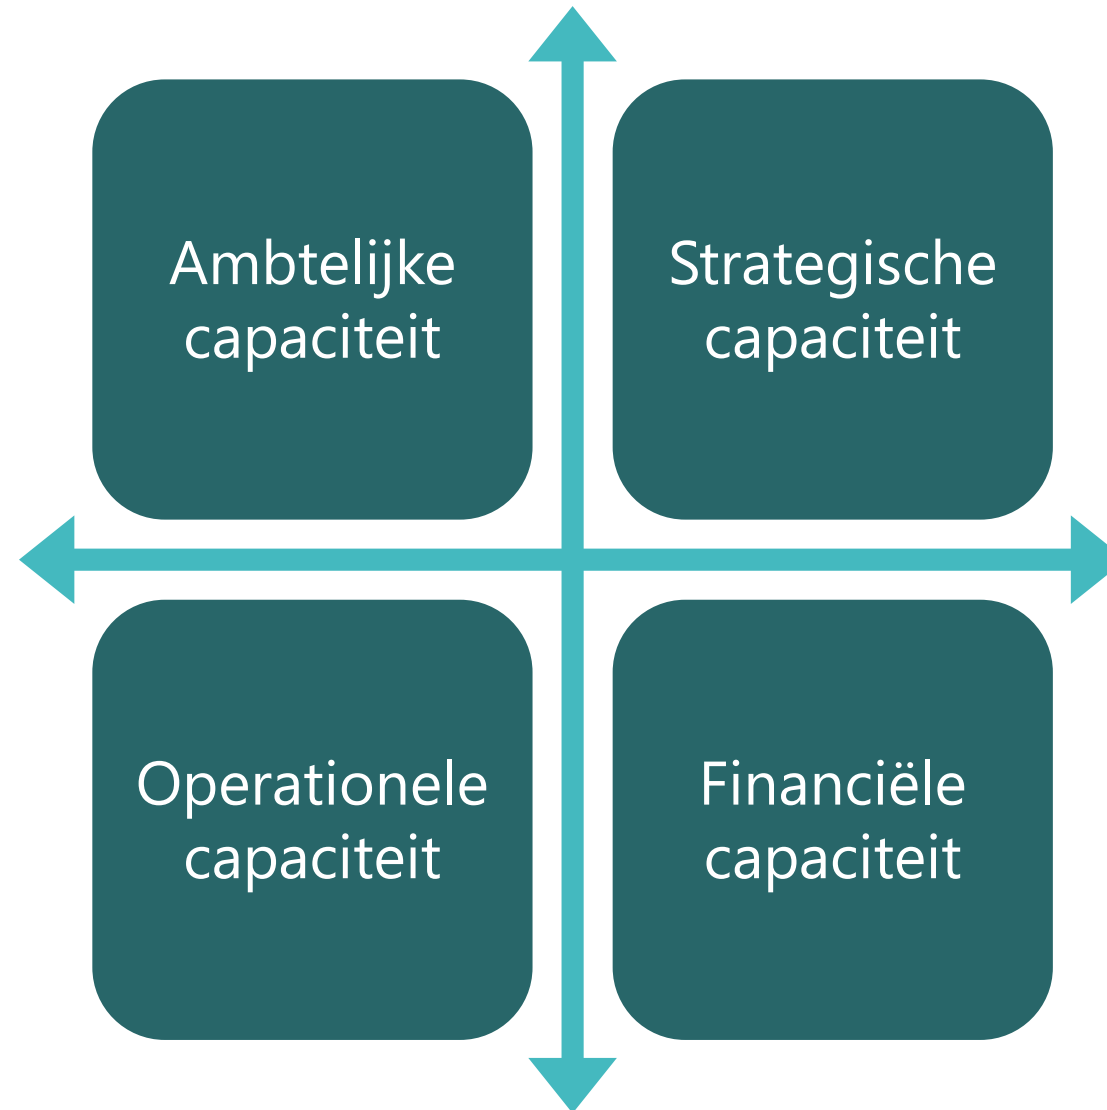 Ambtelijke
capaciteit
Strategische
capaciteit
Operationele
capaciteit
Financiële
capaciteit